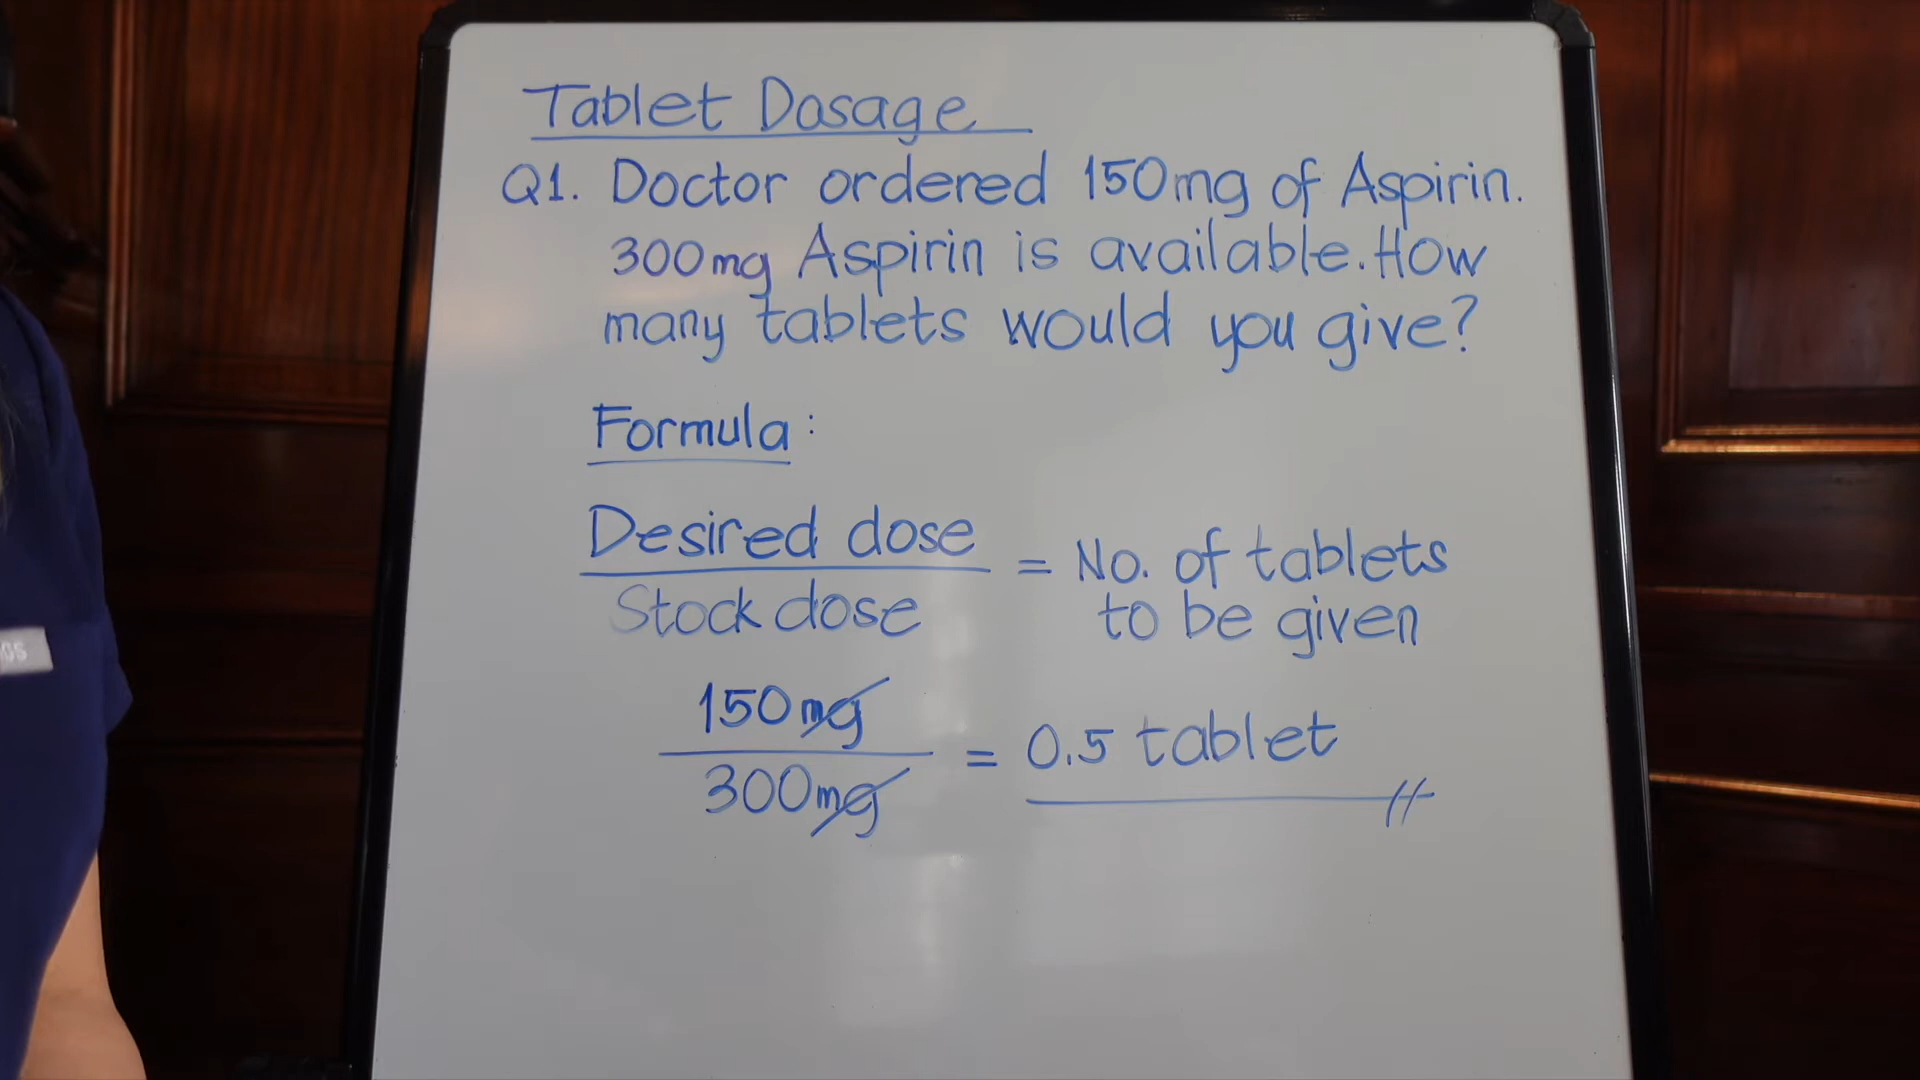 Tablet Dosage
Q1. Doctor ordered 150mg of Aspirin.
300mg Aspirin is available. How
many tablets would you give?
Formula:
Desired dose
Stock dose
= No. of tablets
to be given
150mg
300mg
= 0.5 tablet